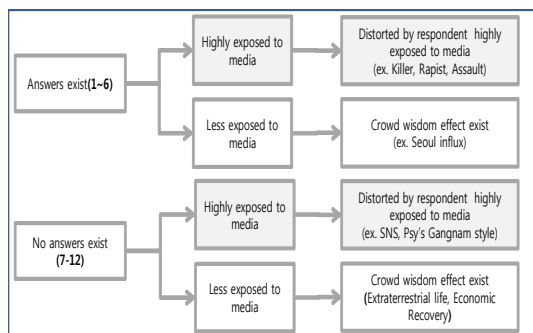 Highly exposed to
media
Distorted by respondent highly
exposed to media
(ex. Killer, Rapist, Assault)
Answers exist(1~6)
Less exposed to
media
Crowd wisdom effect exist
(ex. Seoul influx)
Highly exposed to
media
Distorted by respondent highly
exposed to media
(ex. SNS, Psy's Gangnam style)
No answers exist
(7-12)
Less exposed to
media
Crowd wisdom effect exist
(Extraterrestrial life, Economic
Recovery)